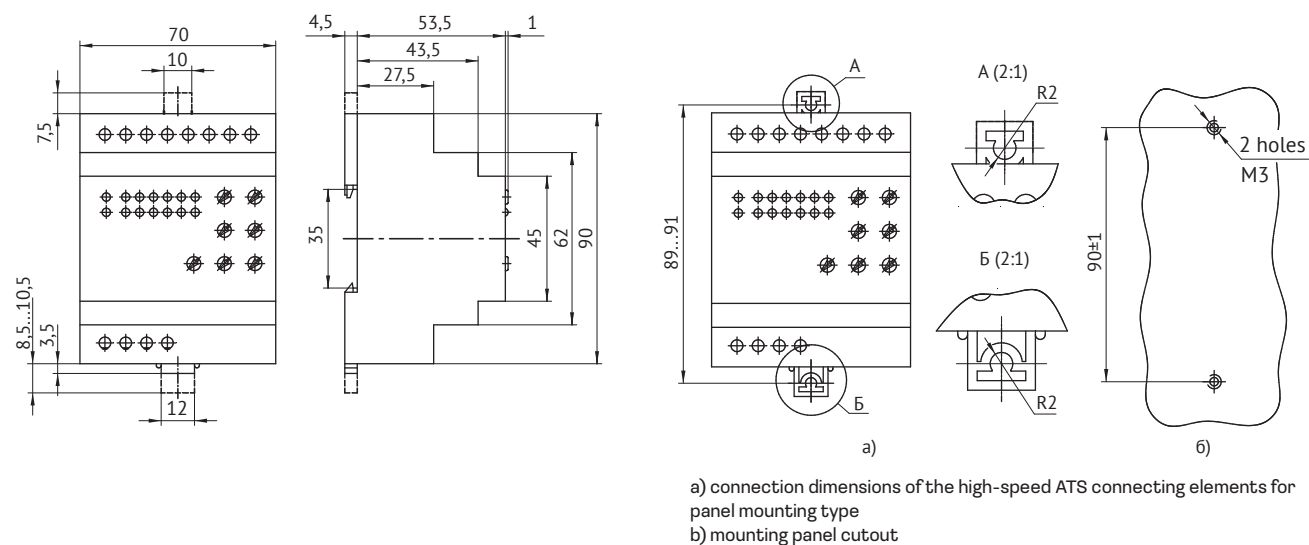 70
10
7,5
8,5...10,5
3,5
12
4,5
53,5
1
43,5
27,5
35
45
62
90
89...91
А
Б
а)
А (2:1)
R2
Б (2:1)
R2
2 holes
М3
90±1
б)
a) connection dimensions of the high-speed ATS connecting elements for
panel mounting type
b) mounting panel cutout